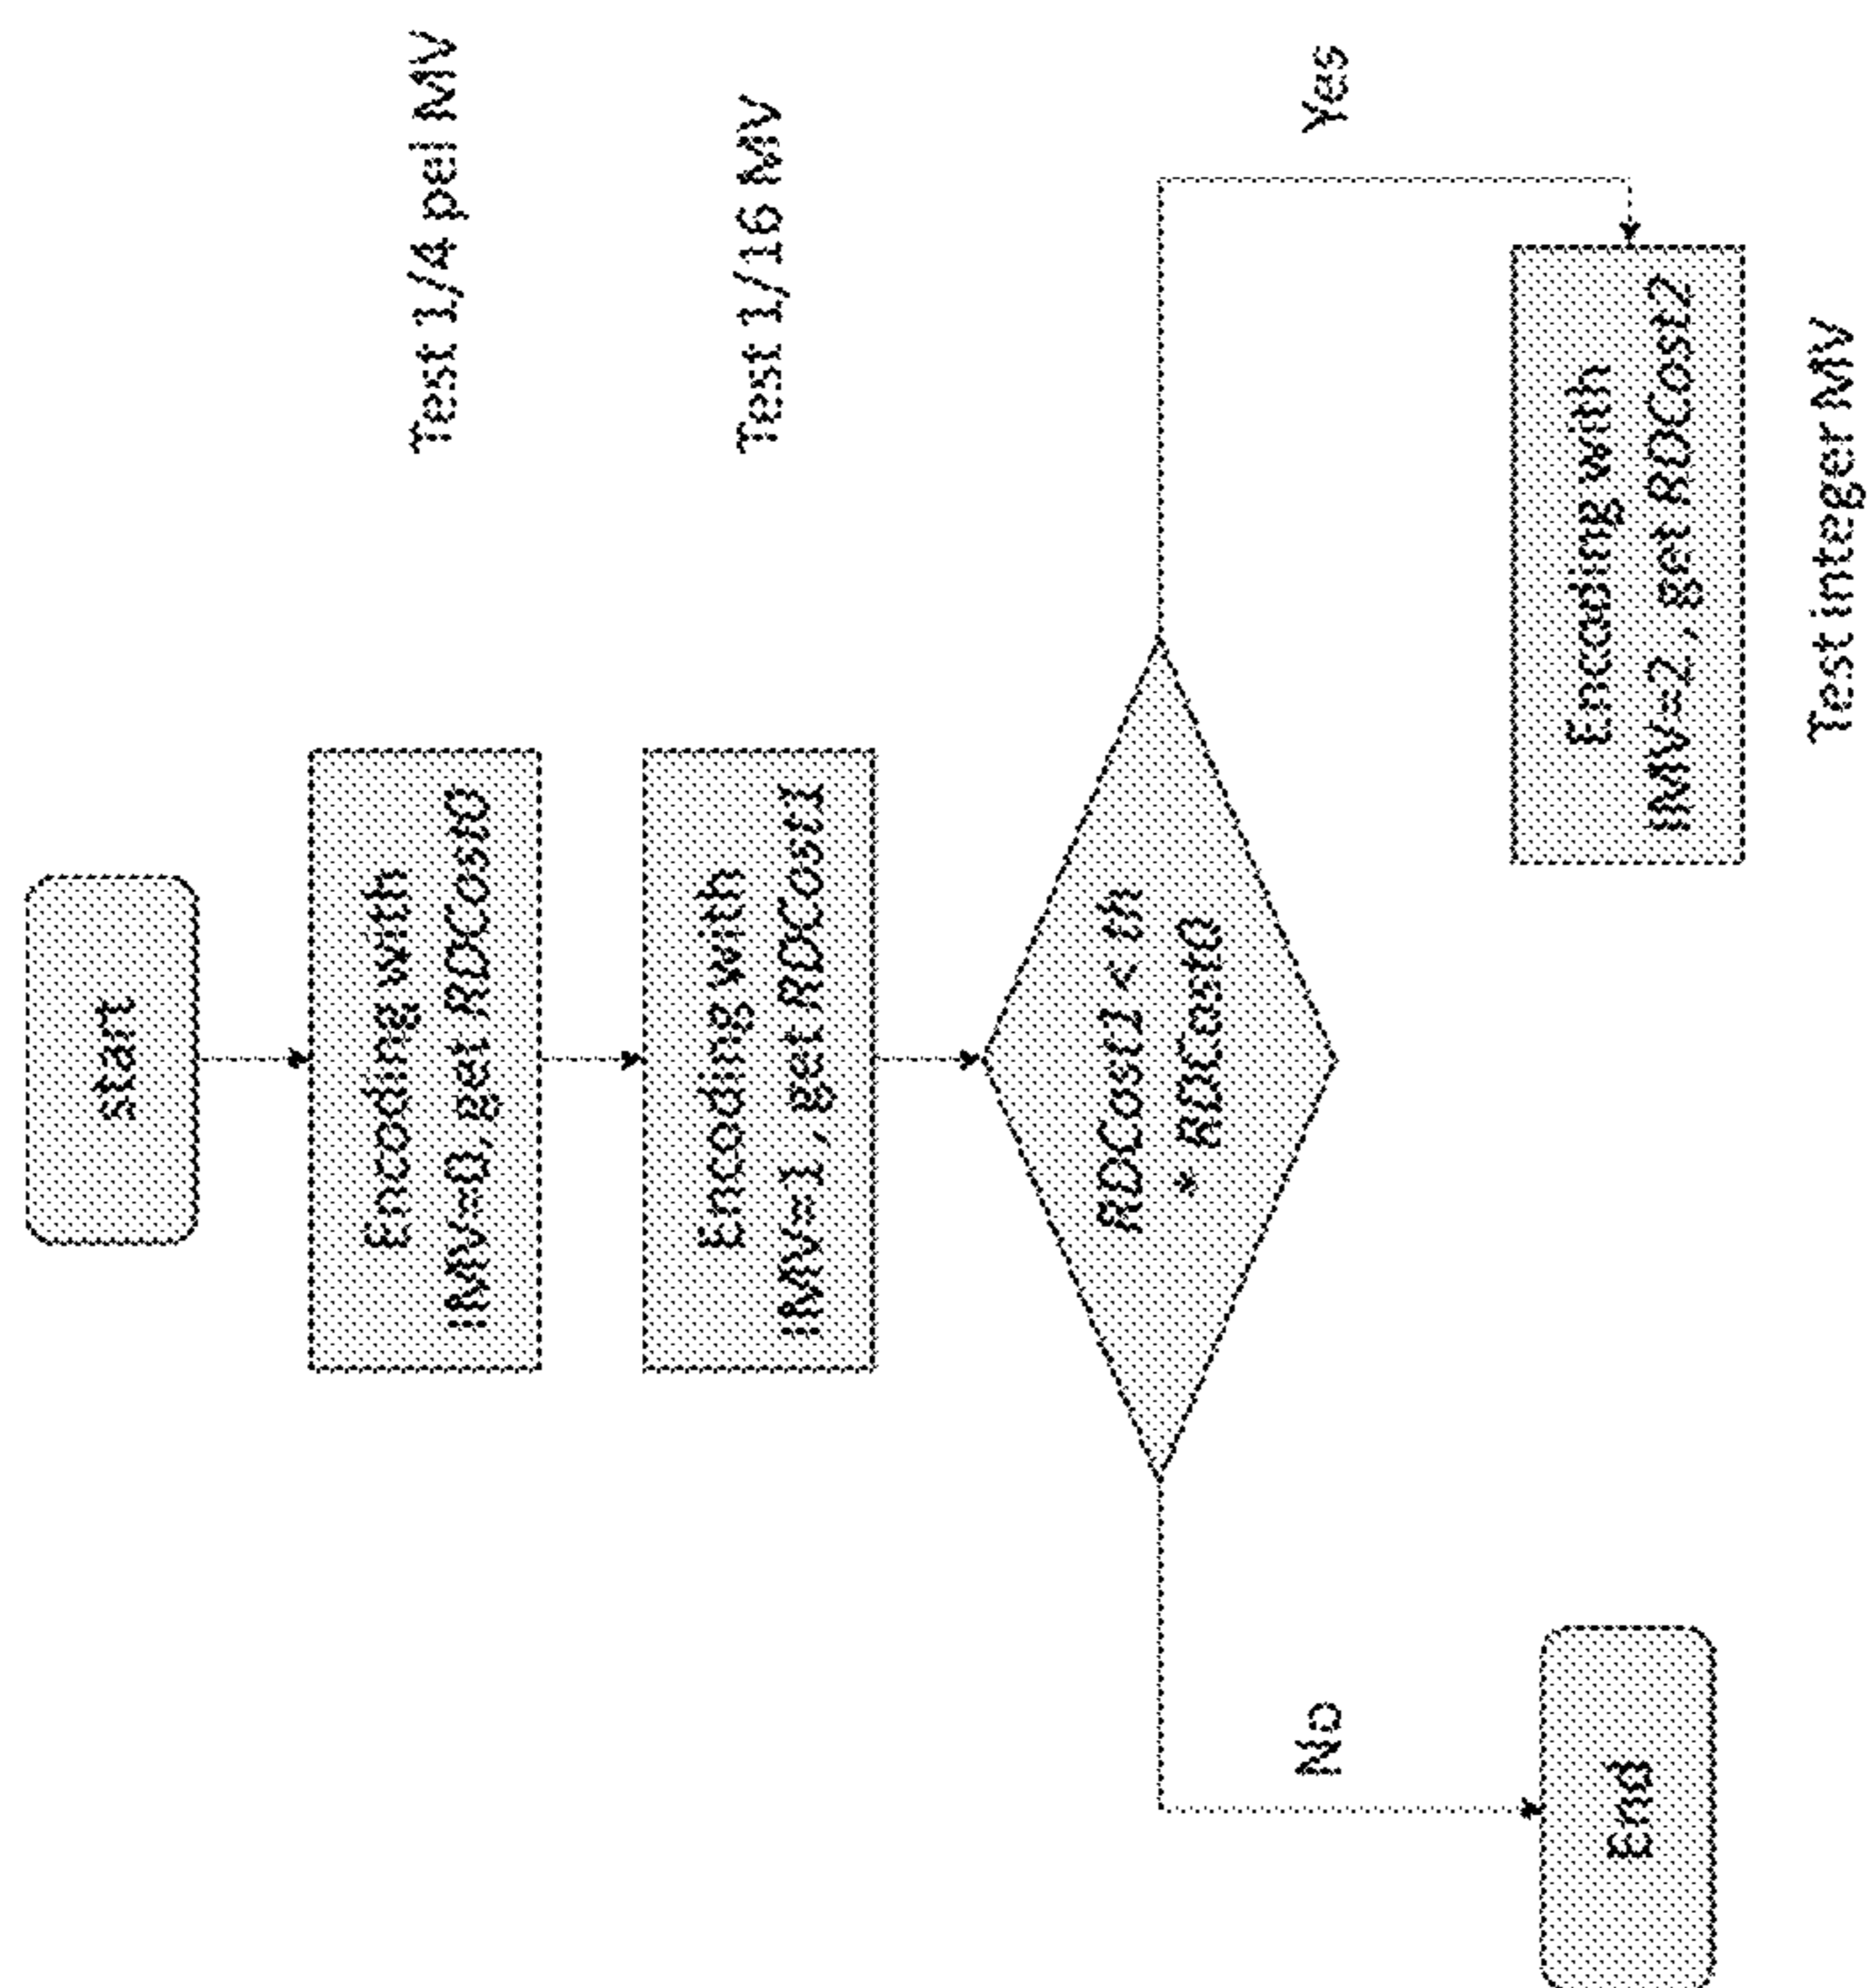 start
Encoding with
IMV=0, get RDCost0
Test 1/4 pel MV
Encoding with
IMV=1, get RDCost1
Test 1/16 MV
RDCost1 < th
* RDCost0
No
Yes
End
Encoding with
IMV=2, get RDCost2
Test integer MV